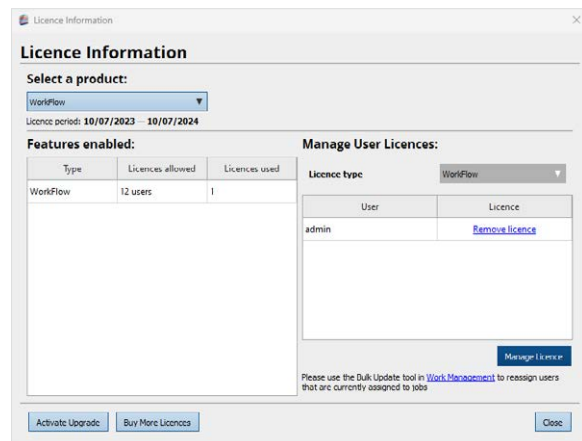 Licence Information
Licence Information
Select a product:
WorkFlow
Licence period: 10/07/2023 — 10/07/2024
Features enabled:
Type Licences allowed Licences used
WorkFlow 12 users 1
Manage User Licences:
Licence type WorkFlow
User Licence
admin Remove licence
Manage Licence
Please use the Bulk Update tool in Work Management to reassign users
that are currently assigned to jobs
Activate Upgrade Buy More Licences Close